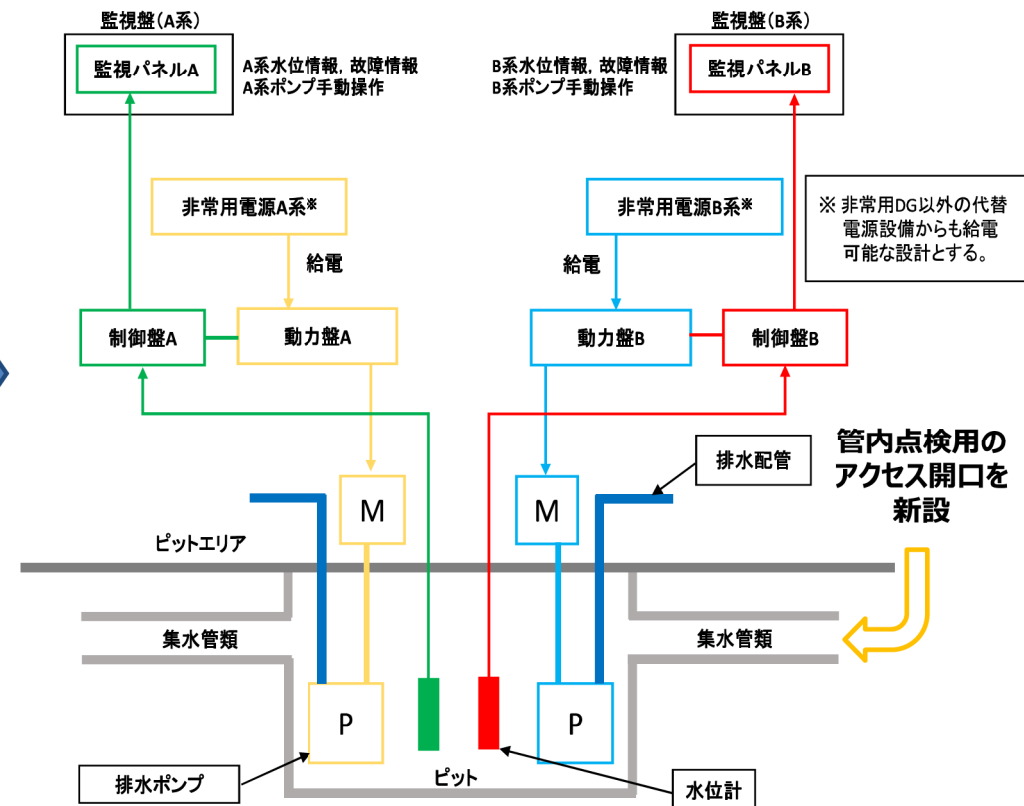 監視盤(A系)
監視パネルA
A系水位情報, 故障情報
A系ポンプ手動操作
監視盤(B系)
B系水位情報, 故障情報
B系ポンプ手動操作
監視パネルB
非常用電源A系※
非常用電源B系※
※ 非常用DG以外の代替
電源設備からも給電
可能な設計とする。
給電
給電
制御盤A
動力盤A
動力盤B
制御盤B
排水配管
管内点検用の
アクセス開口を
新設
M
M
ピットエリア
集水管類
集水管類
P
P
排水ポンプ
ピット
水位計